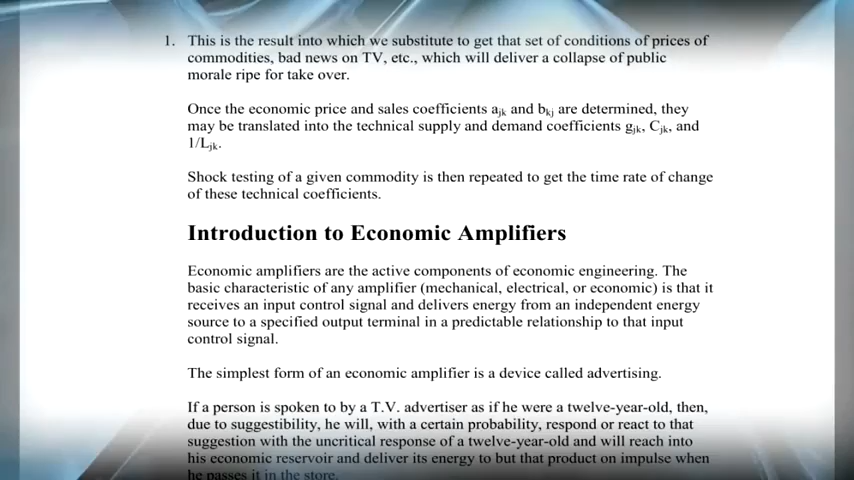 1. This is the result into which we substitute to get that set of conditions of prices of
commodities, bad news on TV, etc., which will deliver a collapse of public
morale ripe for take over.
Once the economic price and sales coefficients ajk and bkj are determined, they
may be translated into the technical supply and demand coefficients gjk, Cjk, and
1/Ljk.
Shock testing of a given commodity is then repeated to get the time rate of change
of these technical coefficients.
Introduction to Economic Amplifiers
Economic amplifiers are the active components of economic engineering. The
basic characteristic of any amplifier (mechanical, electrical, or economic) is that it
receives an input control signal and delivers energy from an independent energy
source to a specified output terminal in a predictable relationship to that input
control signal.
The simplest form of an economic amplifier is a device called advertising.
If a person is spoken to by a T.V. advertiser as if he were a twelve-year-old, then,
due to suggestibility, he will, with a certain probability, respond or react to that
suggestion with the uncritical response of a twelve-year-old and will reach into
his economic reservoir and deliver its energy to but that product on impulse when
he passes it in the store.